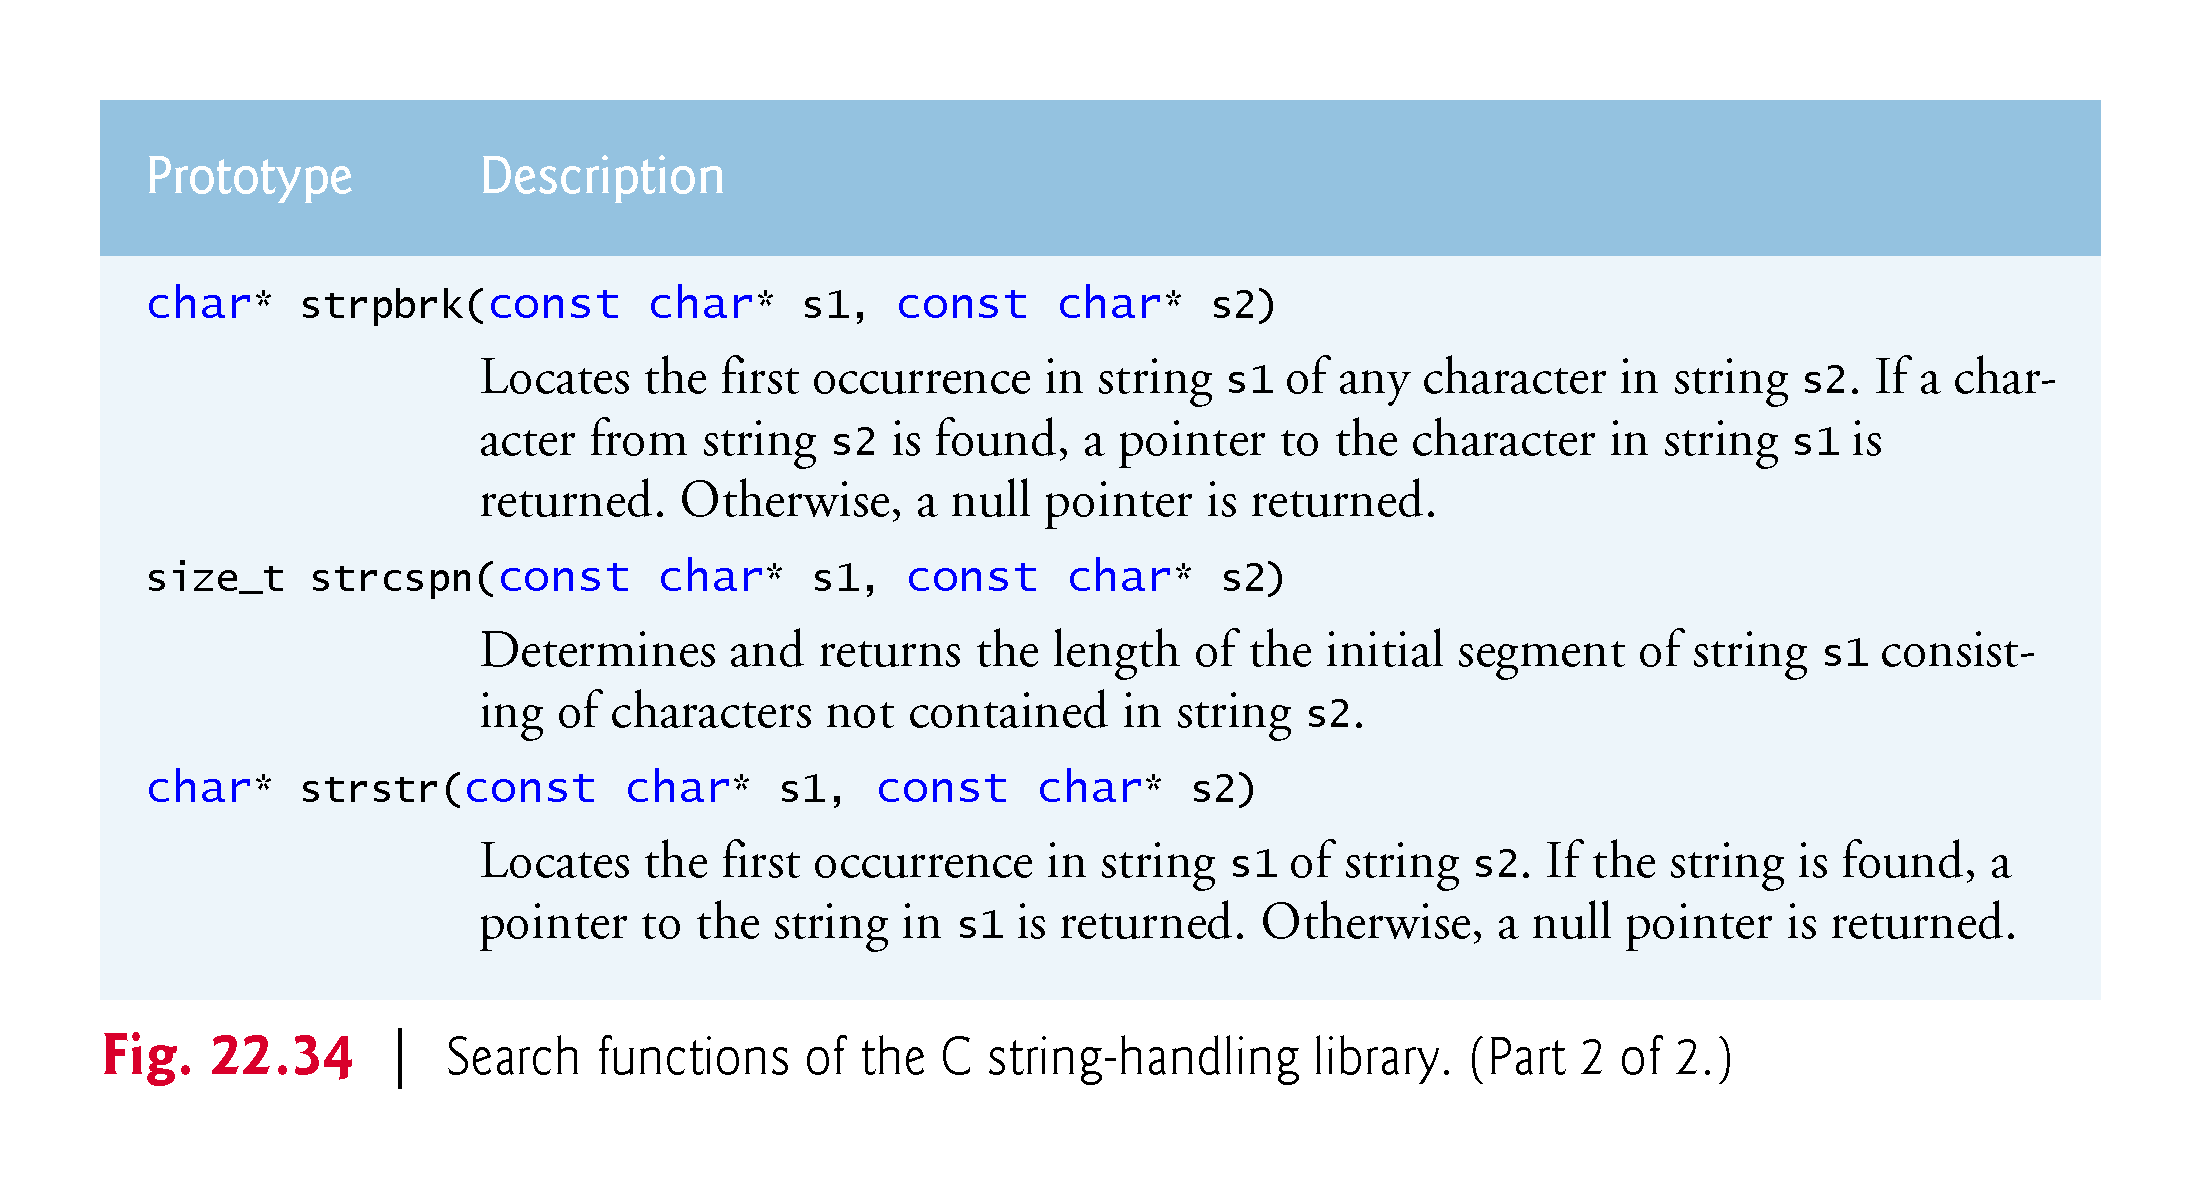 Prototype Description
char* strpbrk(const char* s1, const char* s2)
Locates the first occurrence in string s1 of any character in string s2. If a char-
acter from string s2 is found, a pointer to the character in string s1 is
returned. Otherwise, a null pointer is returned.
size_t strcspn(const char* s1, const char* s2)
Determines and returns the length of the initial segment of string s1 consist-
ing of characters not contained in string s2.
char* strstr(const char* s1, const char* s2)
Locates the first occurrence in string s1 of string s2. If the string is found, a
pointer to the string in s1 is returned. Otherwise, a null pointer is returned.
Fig. 22.34 | Search functions of the C string-handling library. (Part 2 of 2.)